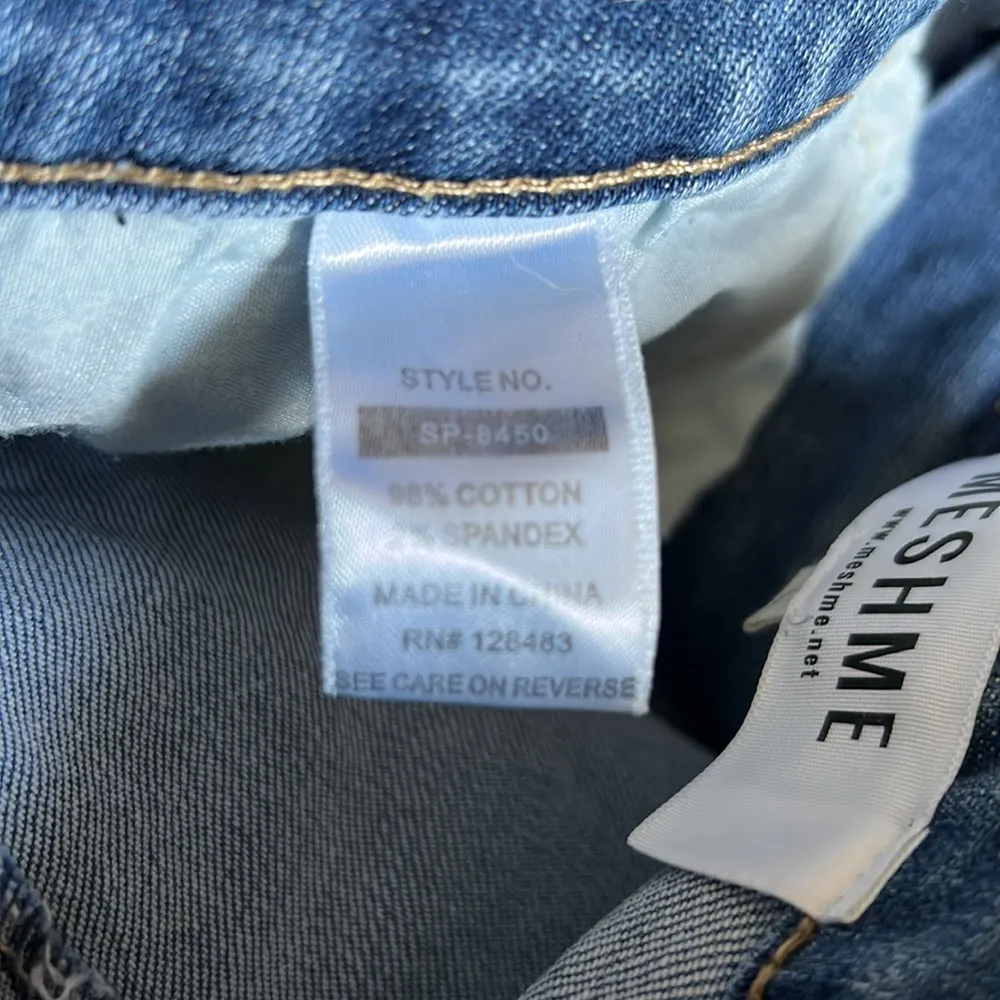 STYLE NO.
SP-8450
98% COTTON
SPANDEX
MADE IN CHINA
RN# 128483
SEE CARE ON REVERSE
MESHME
www.meshme.net